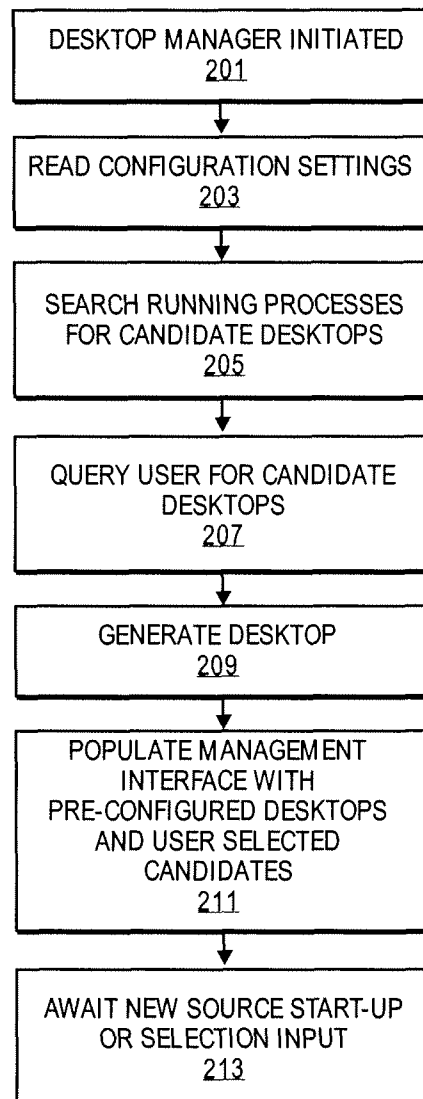 DESKTOP MANAGER INITIATED
201
READ CONFIGURATION SETTINGS
203
SEARCH RUNNING PROCESSES
FOR CANDIDATE DESKTOPS
205
QUERY USER FOR CANDIDATE
DESKTOPS
207
GENERATE DESKTOP
209
POPULATE MANAGEMENT
INTERFACE WITH
PRE-CONFIGURED DESKTOPS
AND USER SELECTED
CANDIDATES
211
AWAIT NEW SOURCE START-UP
OR SELECTION INPUT
213